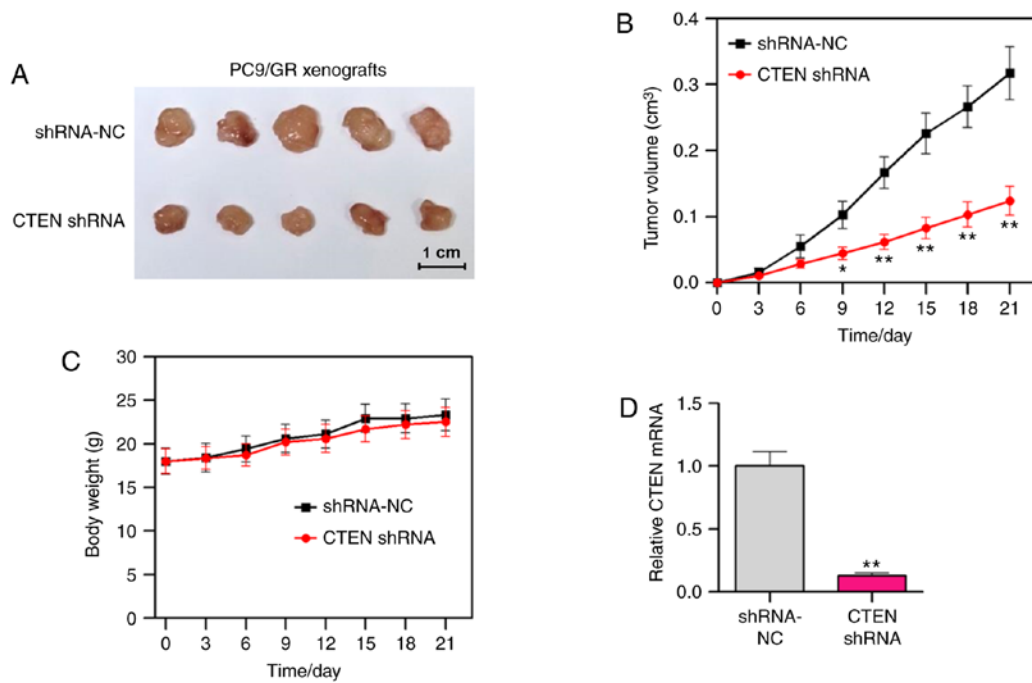 A
PC9/GR xenografts
shRNA-NC
CTEN shRNA
1 cm
B
Tumor volume (cm³)
0.4
0.3
0.2
0.1
0.0
shRNA-NC
CTEN shRNA
* ** ** ** **
0 3 6 9 12 15 18 21
Time/day
C
Body weight (g)
30
25
20
15
10
5
0
shRNA-NC
CTEN shRNA
0 3 6 9 12 15 18 21
Time/day
D
Relative CTEN mRNA
1.5
1.0
0.5
0.0
**
shRNA-
NC
CTEN
shRNA